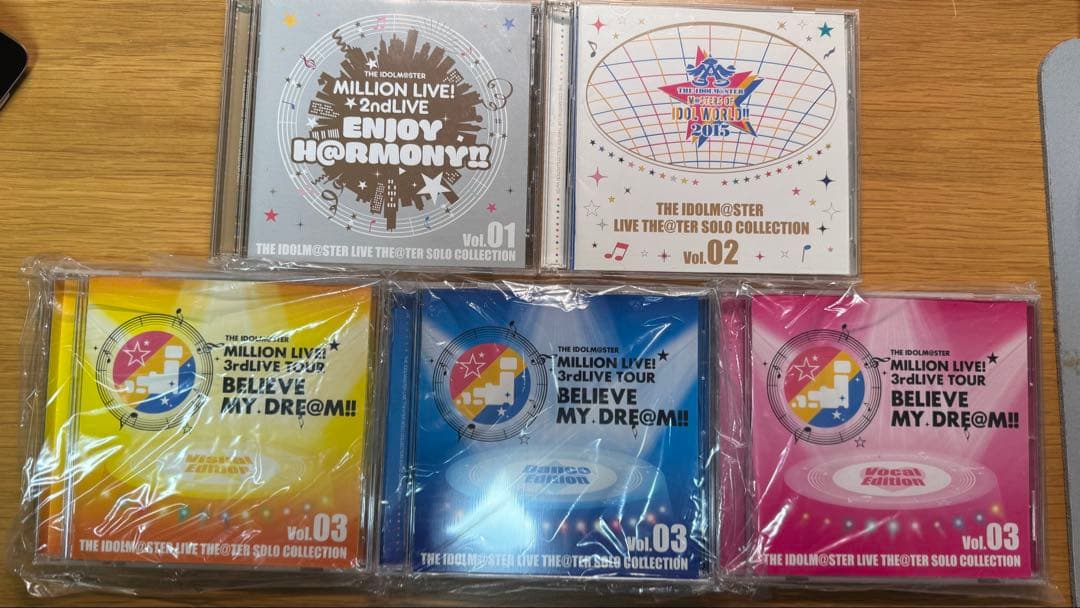 THE IDOLM@STER
MILLION LIVE!
2ndLIVE
ENJOY
H@RMONY!!
Vol.01
THE IDOLM@STER LIVE THE@TER SOLO COLLECTION
THE IDOLM@STER
M@STERS OF
IDOL WORLD!!
2015
THE IDOLM@STER
LIVE THE@TER SOLO COLLECTION
Vol.02
THE IDOLM@STER
MILLION LIVE!
3rdLIVE TOUR
BELIEVE
MY DRE@M!!
Visual
Edition
Vol.03
THE IDOLM@STER LIVE THE@TER SOLO COLLECTION
THE IDOLM@STER
MILLION LIVE!
3rdLIVE TOUR
BELIEVE
MY DRE@M!!
Dance
Edition
Vol.03
THE IDOLM@STER LIVE THE@TER SOLO COLLECTION
THE IDOLM@STER
MILLION LIVE!
3rdLIVE TOUR
BELIEVE
MY DRE@M!!
Vocal
Edition
Vol.03
THE IDOLM@STER LIVE THE@TER SOLO COLLECTION